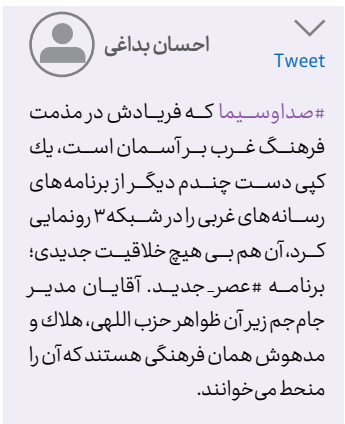 احسان بداغی
Tweet
#صداوسیما که فریادش در مذمت
فرهنگ غرب بر آسمان است، یك
کپی دست چندم دیگر از برنامه‌های
رسانه‌های غربی را در شبکه۳ رونمایی
کرد، آن هم بی هیچ خلاقیت جدیدی؛
برنامه #عصر_جدید. آقایان مدیر
جام‌جم زیر آن ظواهر حزب اللهی، هلاك و
مدهوش همان فرهنگی هستند که آن را
منحط می‌خوانند.